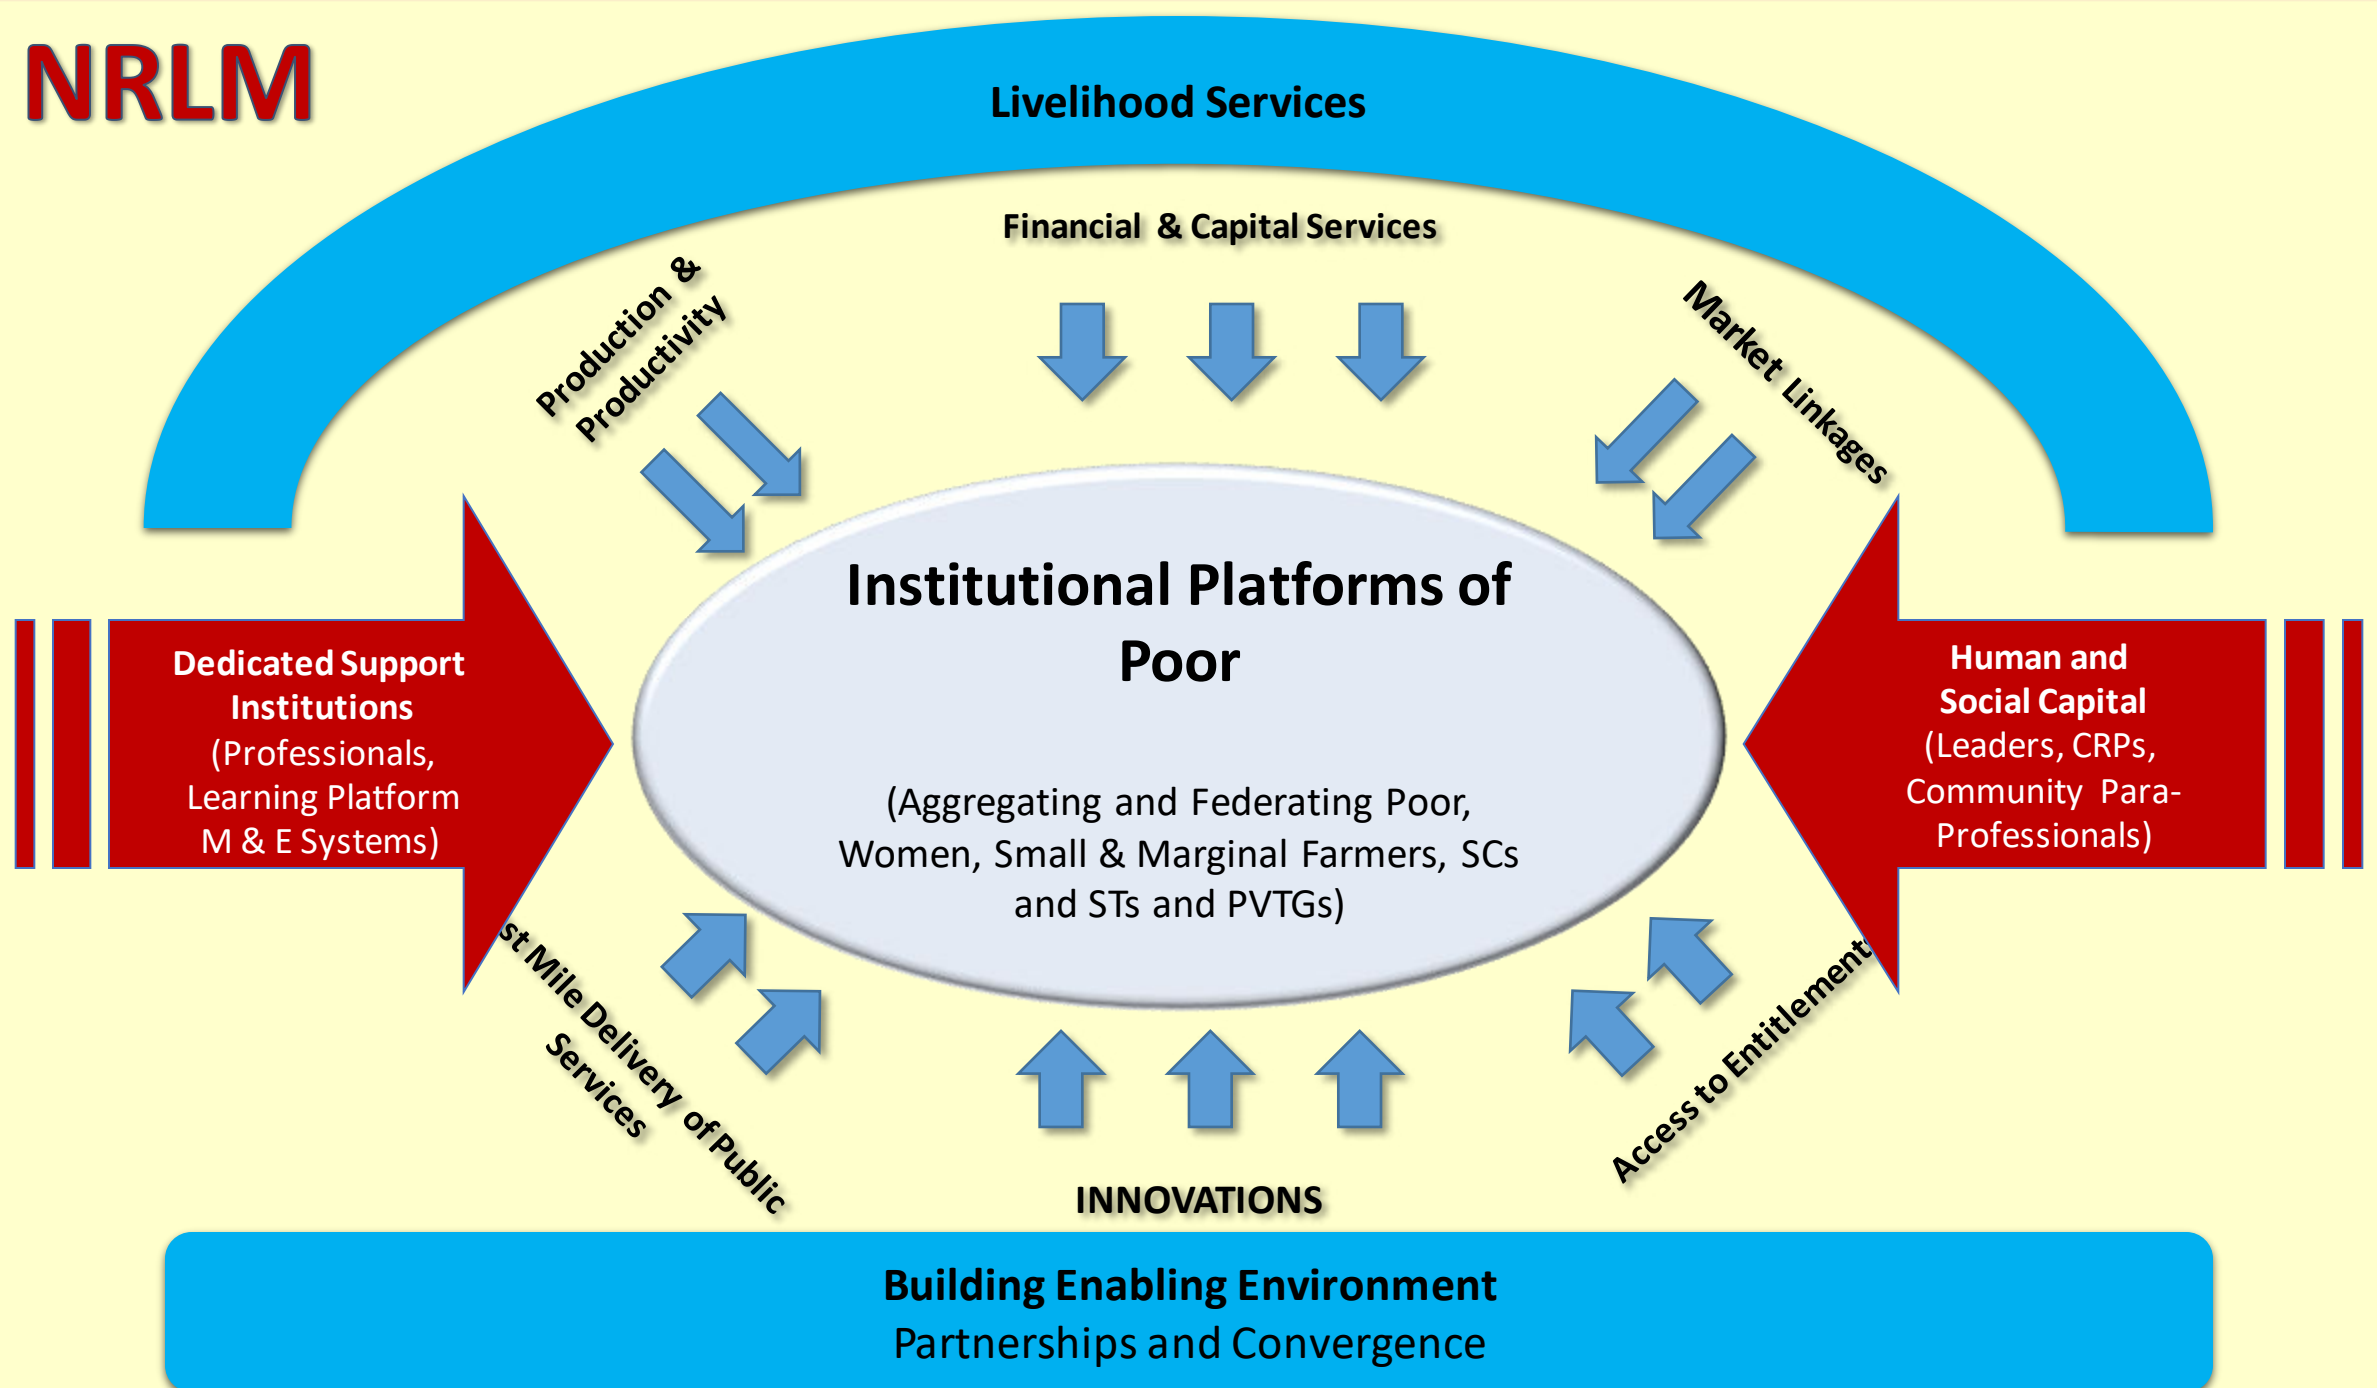 NRLM
Livelihood Services
Financial & Capital Services
Production &
Productivity
Market Linkages
Institutional Platforms of
Poor
(Aggregating and Federating Poor,
Women, Small & Marginal Farmers, SCs
and STs and PVTGs)
Dedicated Support
Institutions
(Professionals,
Learning Platform
M & E Systems)
Human and
Social Capital
(Leaders, CRPs,
Community Para-
Professionals)
st Mile Delivery of Public
Services
Access to Entitlements
INNOVATIONS
Building Enabling Environment
Partnerships and Convergence